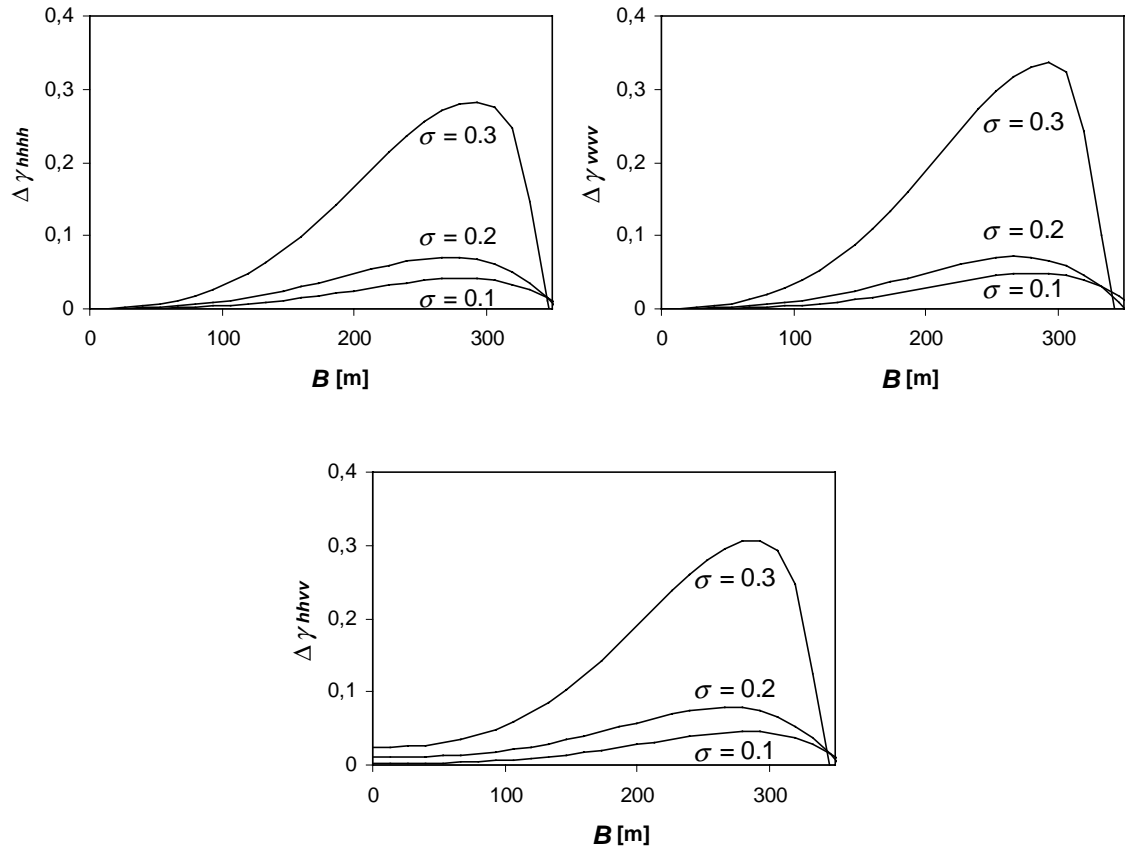 0,4
0,3
0,2
0,1
0
Δγ hhhh
σ = 0.3
σ = 0.2
σ = 0.1
0 100 200 300
B [m]
0,4
0,3
0,2
0,1
0
Δγ vvvv
σ = 0.3
σ = 0.2
σ = 0.1
0 100 200 300
B [m]
0,4
0,3
0,2
0,1
0
Δγ hhvv
σ = 0.3
σ = 0.2
σ = 0.1
0 100 200 300
B [m]